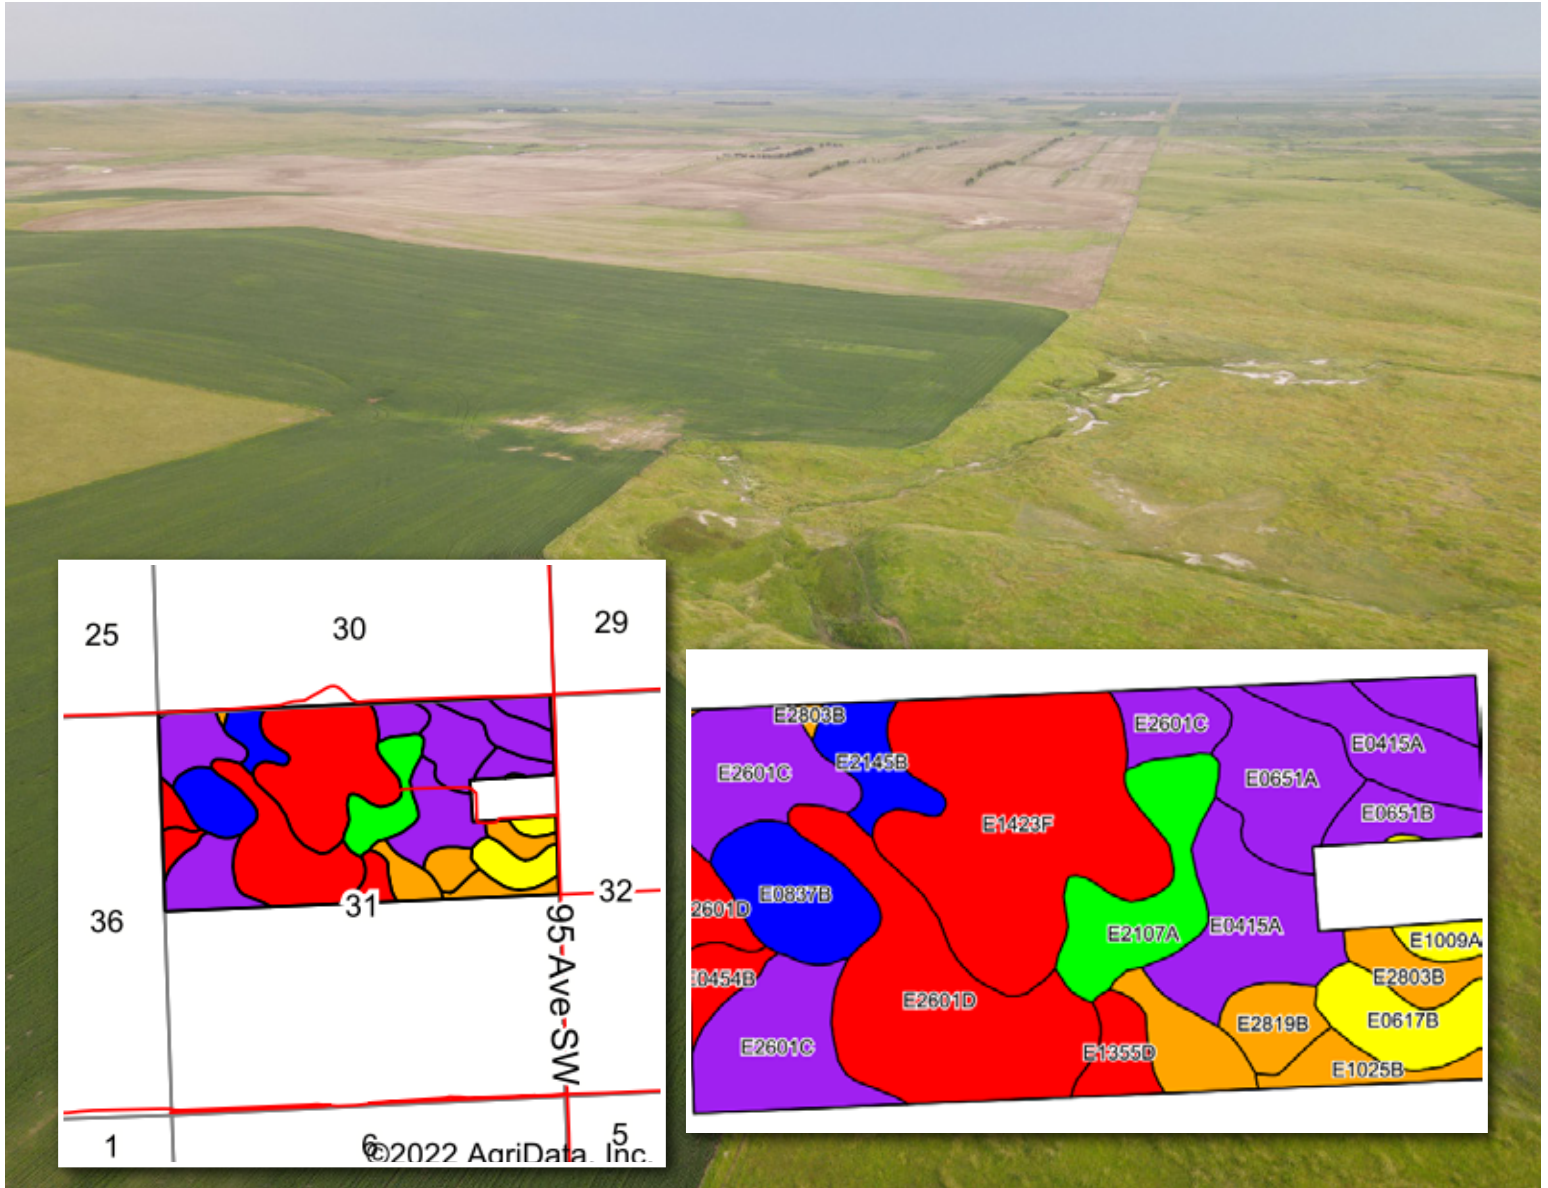 25
30
29
36
31
32
95-Ave-SW
1
6
5
©2022 AgriData, Inc.
E2803B
E2601C
E2145B
E2601C
E0415A
E0651A
E0651B
E1423F
E0837B
2601D
E0454B
E2107A
E0415A
E1009A
E2803B
E2601D
E2819B
E0617B
E2601C
E1355D
E1025B